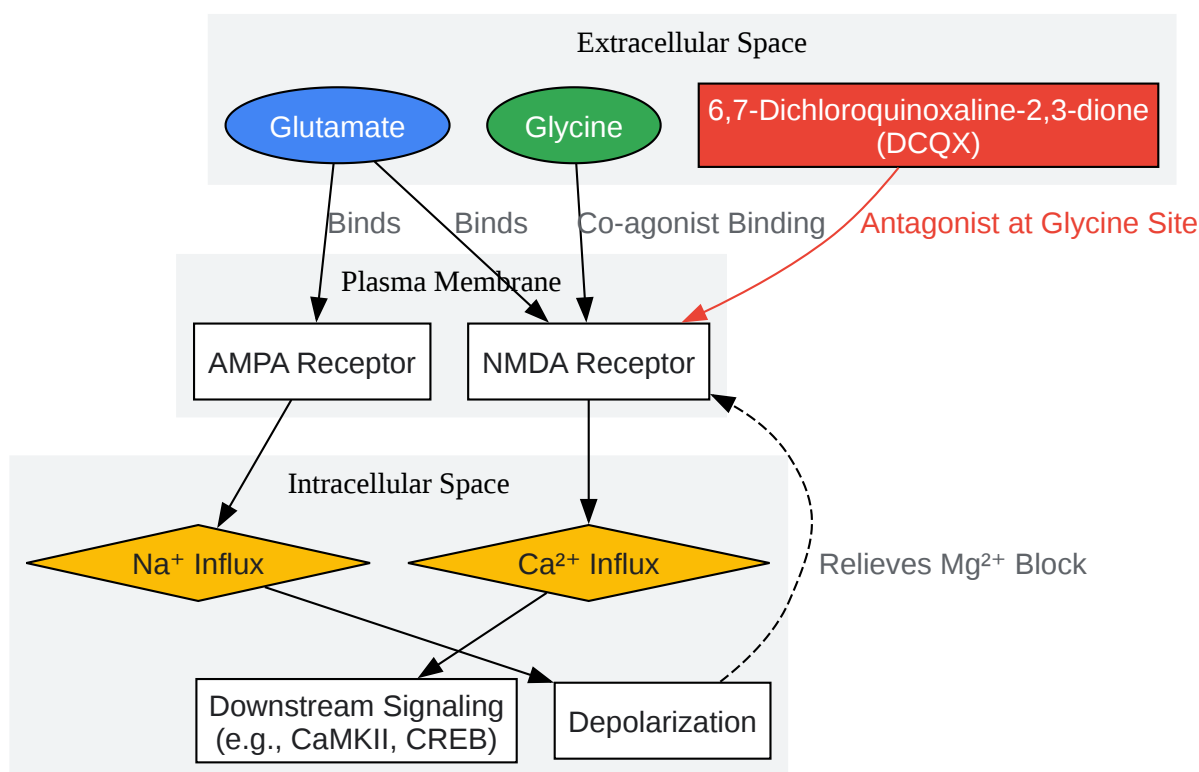 Extracellular Space
Glutamate
Glycine
6,7-Dichloroquinoxaline-2,3-dione
(DCQX)
Binds
Binds
Co-agonist Binding
Antagonist at Glycine Site
Plasma Membrane
AMPA Receptor
NMDA Receptor
Intracellular Space
Na⁺ Influx
Ca²⁺ Influx
Relieves Mg²⁺ Block
Downstream Signaling
(e.g., CaMKII, CREB)
Depolarization